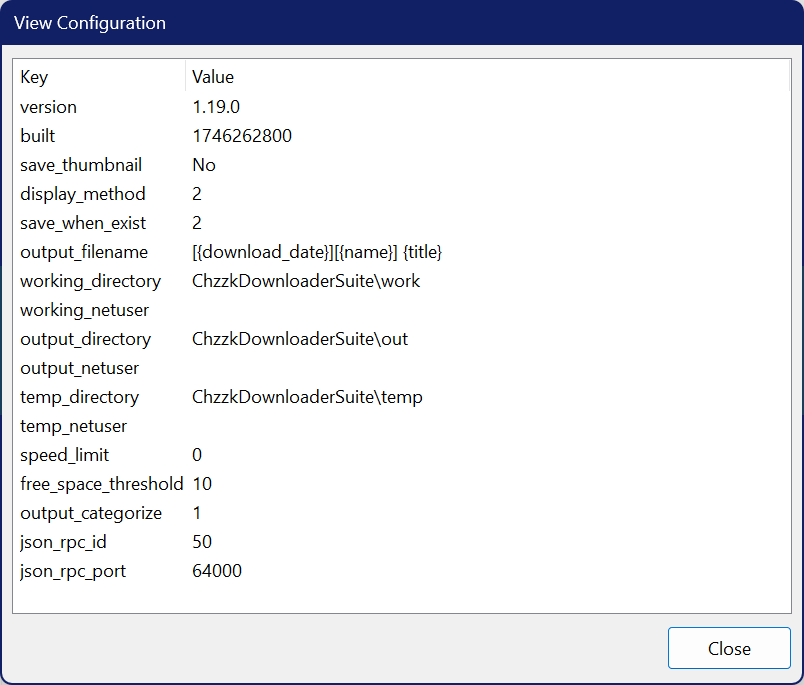 View Configuration
Key Value
version 1.19.0
built 1746262800
save_thumbnail No
display_method 2
save_when_exist 2
output_filename [{download_date}][{name}] {title}
working_directory ChzzkDownloaderSuite\work
working_netuser
output_directory ChzzkDownloaderSuite\out
output_netuser
temp_directory ChzzkDownloaderSuite\temp
temp_netuser
speed_limit 0
free_space_threshold 10
output_categorize 1
json_rpc_id 50
json_rpc_port 64000
Close